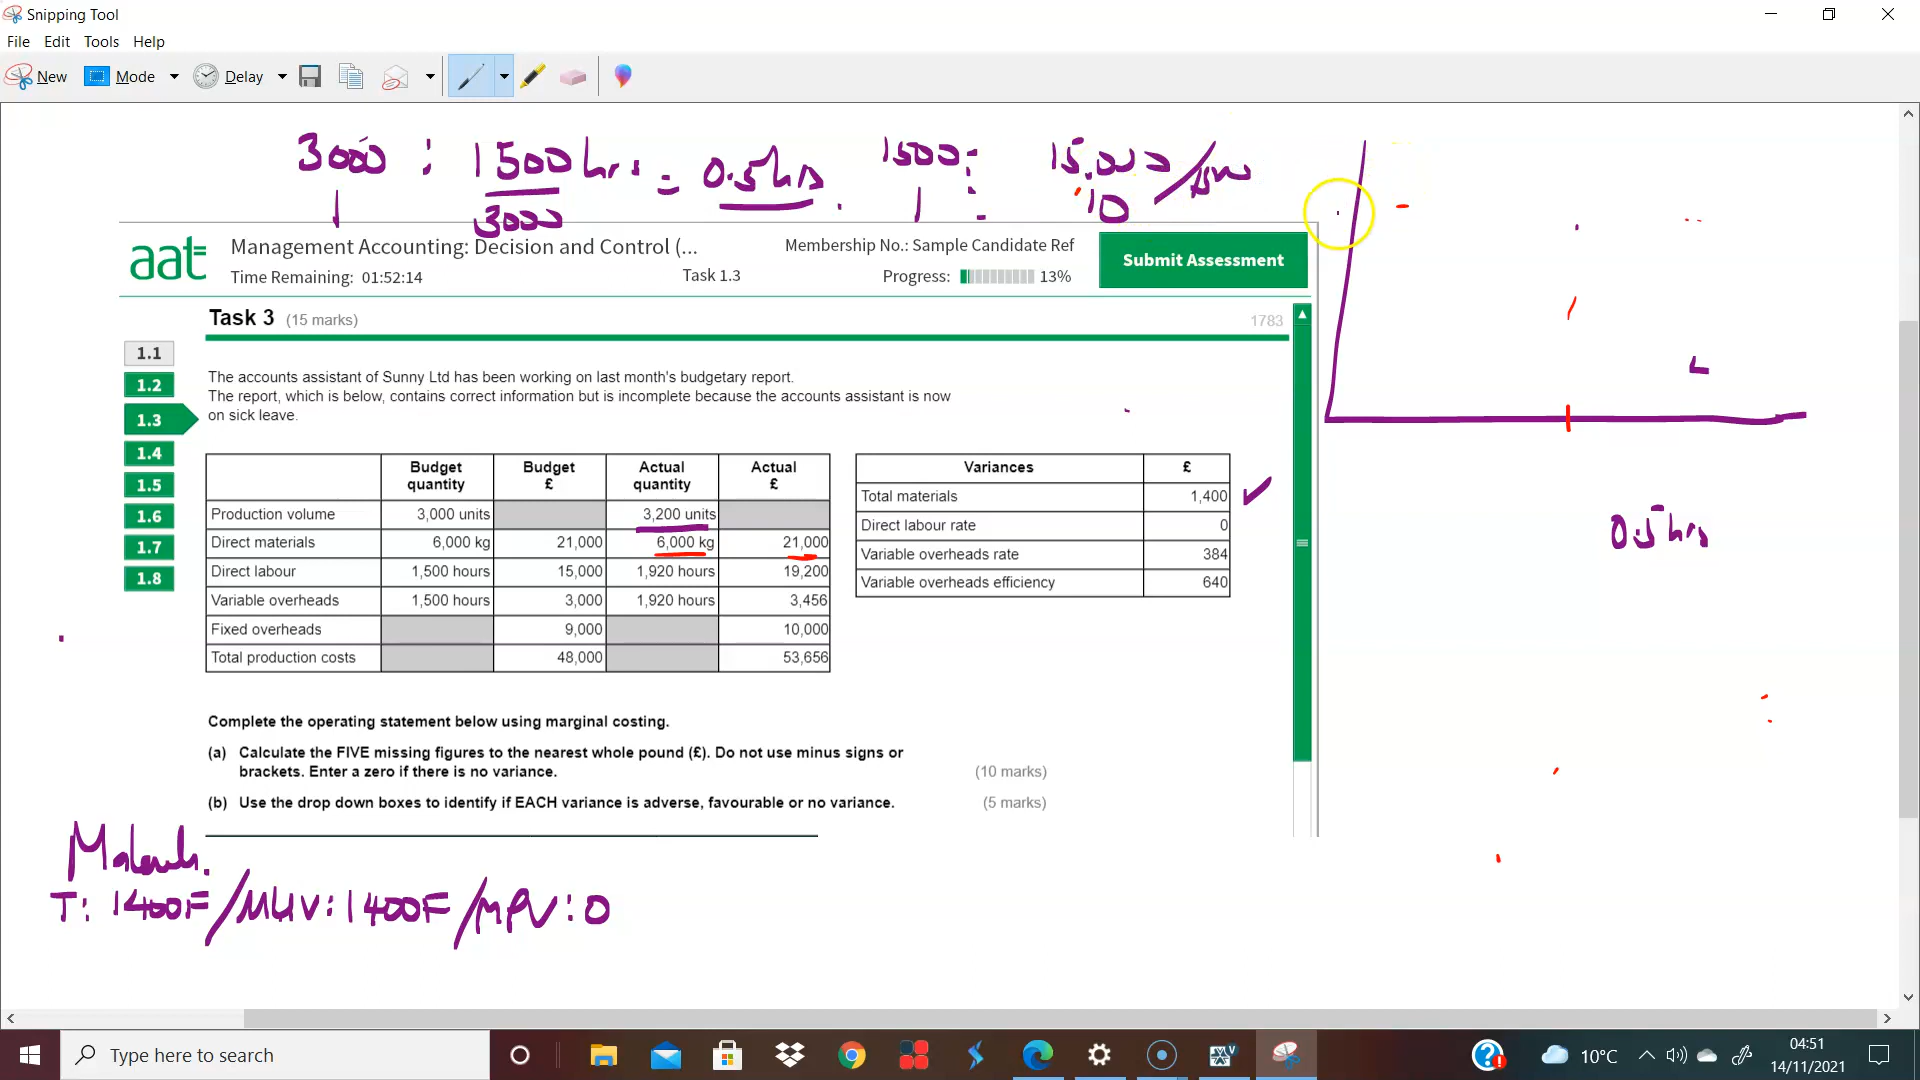 Snipping Tool
File Edit Tools Help
New Mode Delay
3000 : 1500 hrs = 0.5 hrs. 1500 : 15,000
1 3000 1 : 10
aat
Management Accounting: Decision and Control (...
Time Remaining: 01:52:14
Task 1.3
Membership No.: Sample Candidate Ref
Progress: 13%
Submit Assessment
Task 3 (15 marks)
1783
1.1
1.2
1.3
1.4
1.5
1.6
1.7
1.8
The accounts assistant of Sunny Ltd has been working on last month's budgetary report.
The report, which is below, contains correct information but is incomplete because the accounts assistant is now
on sick leave.
Budget quantity Budget £ Actual quantity Actual £
Production volume 3,000 units 3,200 units
Direct materials 6,000 kg 21,000 6,000 kg 21,000
Direct labour 1,500 hours 15,000 1,920 hours 19,200
Variable overheads 1,500 hours 3,000 1,920 hours 3,456
Fixed overheads 9,000 10,000
Total production costs 48,000 53,656
Variances £
Total materials 1,400
Direct labour rate 0
Variable overheads rate 384
Variable overheads efficiency 640
0.5 hrs
Complete the operating statement below using marginal costing.
(a) Calculate the FIVE missing figures to the nearest whole pound (£). Do not use minus signs or
brackets. Enter a zero if there is no variance.
(10 marks)
(b) Use the drop down boxes to identify if EACH variance is adverse, favourable or no variance.
(5 marks)
T: 1400F / MUV: 1400F / MPV: 0
Type here to search
10°C
04:51
14/11/2021